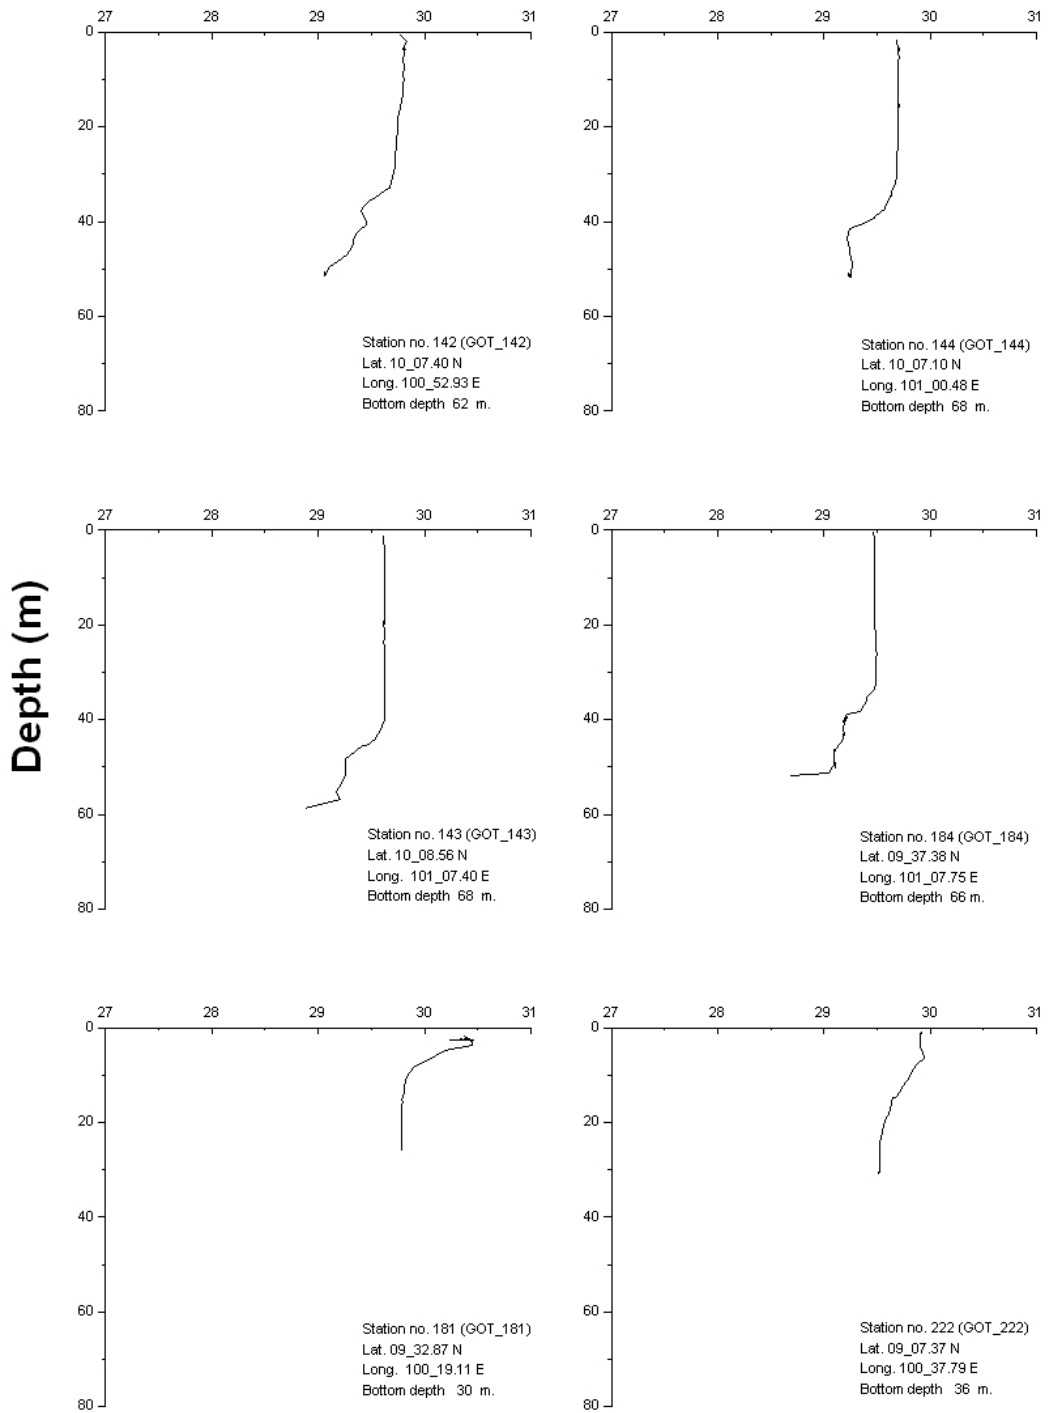 27 28 29 30 31
0
20
40
60
80
Station no. 142 (GOT_142)
Lat. 10_07.40 N
Long. 100_52.93 E
Bottom depth 62 m.
27 28 29 30 31
0
20
40
60
80
Station no. 144 (GOT_144)
Lat. 10_07.10 N
Long. 101_00.48 E
Bottom depth 68 m.
Depth (m)
27 28 29 30 31
0
20
40
60
80
Station no. 143 (GOT_143)
Lat. 10_08.56 N
Long. 101_07.40 E
Bottom depth 68 m.
27 28 29 30 31
0
20
40
60
80
Station no. 184 (GOT_184)
Lat. 09_37.38 N
Long. 101_07.75 E
Bottom depth 66 m.
27 28 29 30 31
0
20
40
60
80
Station no. 181 (GOT_181)
Lat. 09_32.87 N
Long. 100_19.11 E
Bottom depth 30 m.
27 28 29 30 31
0
20
40
60
80
Station no. 222 (GOT_222)
Lat. 09_07.37 N
Long. 100_37.79 E
Bottom depth 36 m.